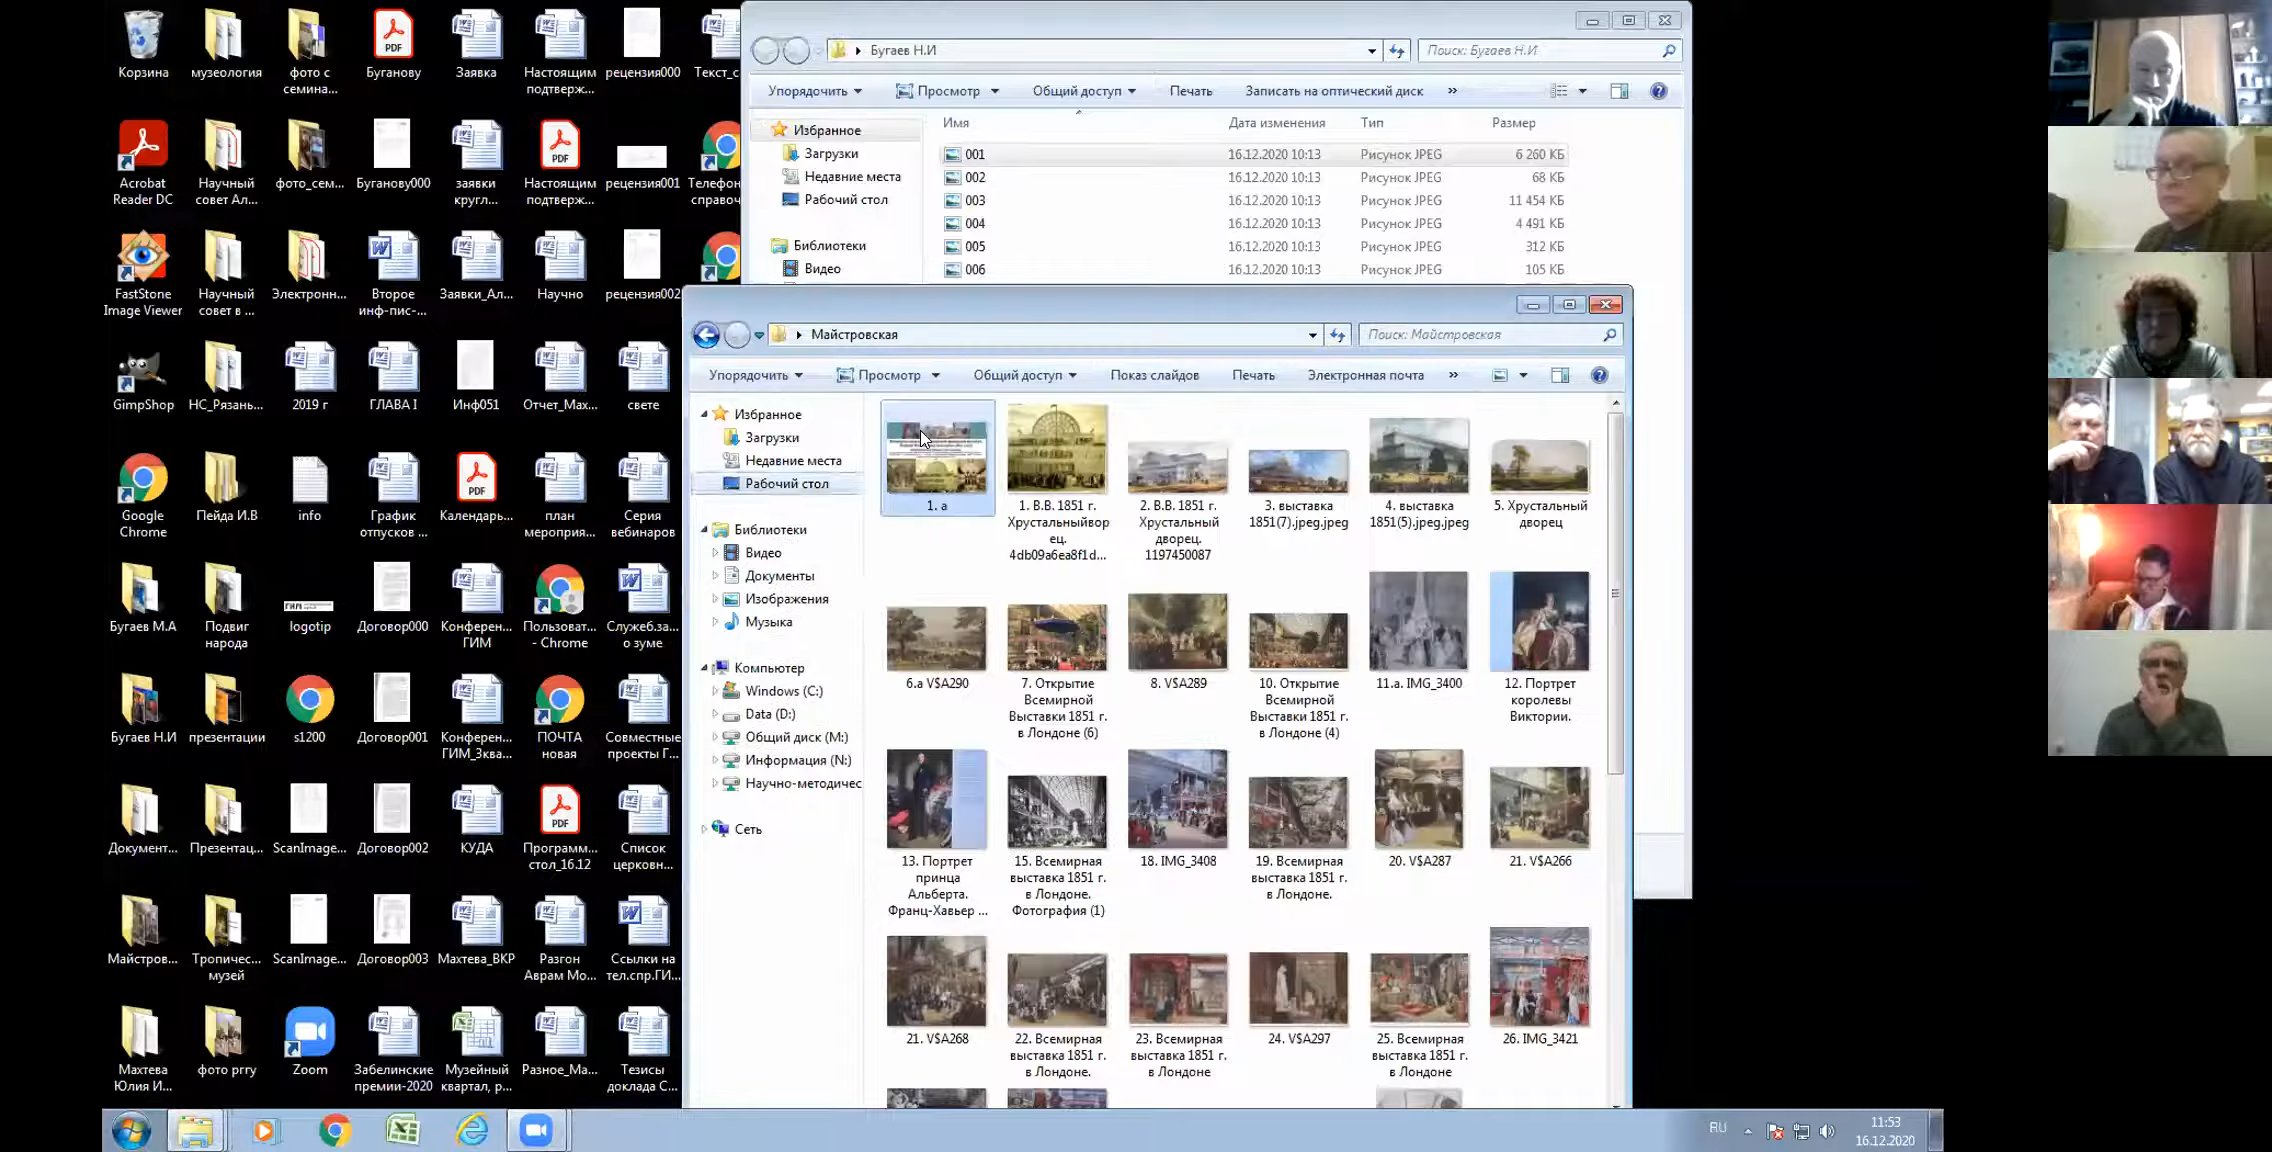 Корзина
музеология
фото с
семина...
Буганову
Заявка
Настоящим
подтверж...
рецензия000
Текст_с
Acrobat
Reader DC
Научный
совет Ал...
фото_сем...
Буганову000
заявки
кругл...
Настоящим
подтверж...
рецензия001
Телефон
справоч
FastStone
Image Viewer
Научный
совет в ...
Электронн...
Второе
инф-пис-...
Заявки_Ал...
Научно
рецензия002
GimpShop
НС_Рязань...
2019 г
ГЛАВА I
Инф051
Отчет_Мах...
свете
Google
Chrome
Пейда И.В
info
График
отпусков ...
Календарь...
план
мероприя...
Серия
вебинаров
Бугаев М.А
Подвиг
народа
logotip
Договор000
Конферен...
ГИМ
Пользоват...
- Chrome
Служеб.за...
о зуме
Бугаев Н.И
презентации
s1200
Договор001
Конферен...
ГИМ_3ква...
ПОЧТА
новая
Совместные
проекты Г...
Документ...
Презентац...
ScanImage...
Договор002
КУДА
Программ...
стол_16.12
Список
церковн...
Майстров...
Тропичес...
музей
ScanImage...
Договор003
Махтева_ВКР
Разгон
Аврам Мо...
Ссылки на
тел.спр.ГИ...
Махтева
Юлия И...
фото prry
Zoom
Забелинские
премии-2020
Музейный
квартал, р...
Разное_Ма...
Тезисы
доклада С...
Бугаев Н.И
Поиск: Бугаев Н.И
Упорядочить
Просмотр
Общий доступ
Печать
Записать на оптический диск
»
Избранное
Загрузки
Недавние места
Рабочий стол
Библиотеки
Видео
Имя
Дата изменения
Тип
Размер
001 16.12.2020 10:13 Рисунок JPEG 6 260 КБ
002 16.12.2020 10:13 Рисунок JPEG 68 КБ
003 16.12.2020 10:13 Рисунок JPEG 11 454 КБ
004 16.12.2020 10:13 Рисунок JPEG 4 491 КБ
005 16.12.2020 10:13 Рисунок JPEG 312 КБ
006 16.12.2020 10:13 Рисунок JPEG 105 КБ
Майстровская
Поиск: Майстровская
Упорядочить
Просмотр
Общий доступ
Показ слайдов
Печать
Электронная почта
»
Избранное
Загрузки
Недавние места
Рабочий стол
Библиотеки
Видео
Документы
Изображения
Музыка
Компьютер
Windows (C:)
Data (D:)
Общий диск (M:)
Информация (N:)
Научно-методичес
Сеть
1. а
1. В.В. 1851 г.
Хрустальныйвор
ец.
4db09a6ea8f1d...
2. В.В. 1851 г.
Хрустальный
дворец.
1197450087
3. выставка
1851(7).jpeg.jpeg
4. выставка
1851(5).jpeg.jpeg
5. Хрустальный
дворец
6.а V$A290
7. Открытие
Всемирной
Выставки 1851 г.
в Лондоне (6)
8. V$A289
10. Открытие
Всемирной
Выставки 1851 г.
в Лондоне (4)
11.а. IMG_3400
12. Портрет
королевы
Виктории.
13. Портрет
принца
Альберта.
Франц-Хавьер ...
15. Всемирная
выставка 1851 г.
в Лондоне.
Фотография (1)
18. IMG_3408
19. Всемирная
выставка 1851 г.
в Лондоне.
20. V$A287
21. V$A266
21. V$A268
22. Всемирная
выставка 1851 г.
в Лондоне.
23. Всемирная
выставка 1851 г.
в Лондоне
24. V$A297
25. Всемирная
выставка 1851 г.
в Лондоне
26. IMG_3421
RU
11:53
16.12.2020